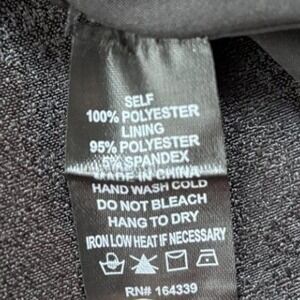 SELF
100% POLYESTER
LINING
95% POLYESTER
5% SPANDEX
MADE IN CHINA
HAND WASH COLD
DO NOT BLEACH
HANG TO DRY
IRON LOW HEAT IF NECESSARY
RN# 164339